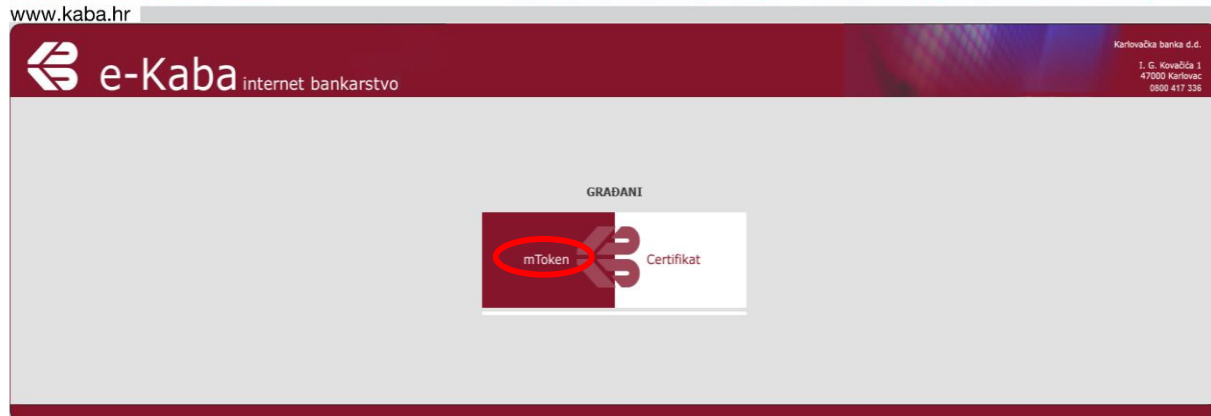 www.kaba.hr
e-Kaba internet bankarstvo
Karlovačka banka d.d.
I. G. Kovačića 1
47000 Karlovac
0800 417 336
GRAĐANI
mToken
Certifikat